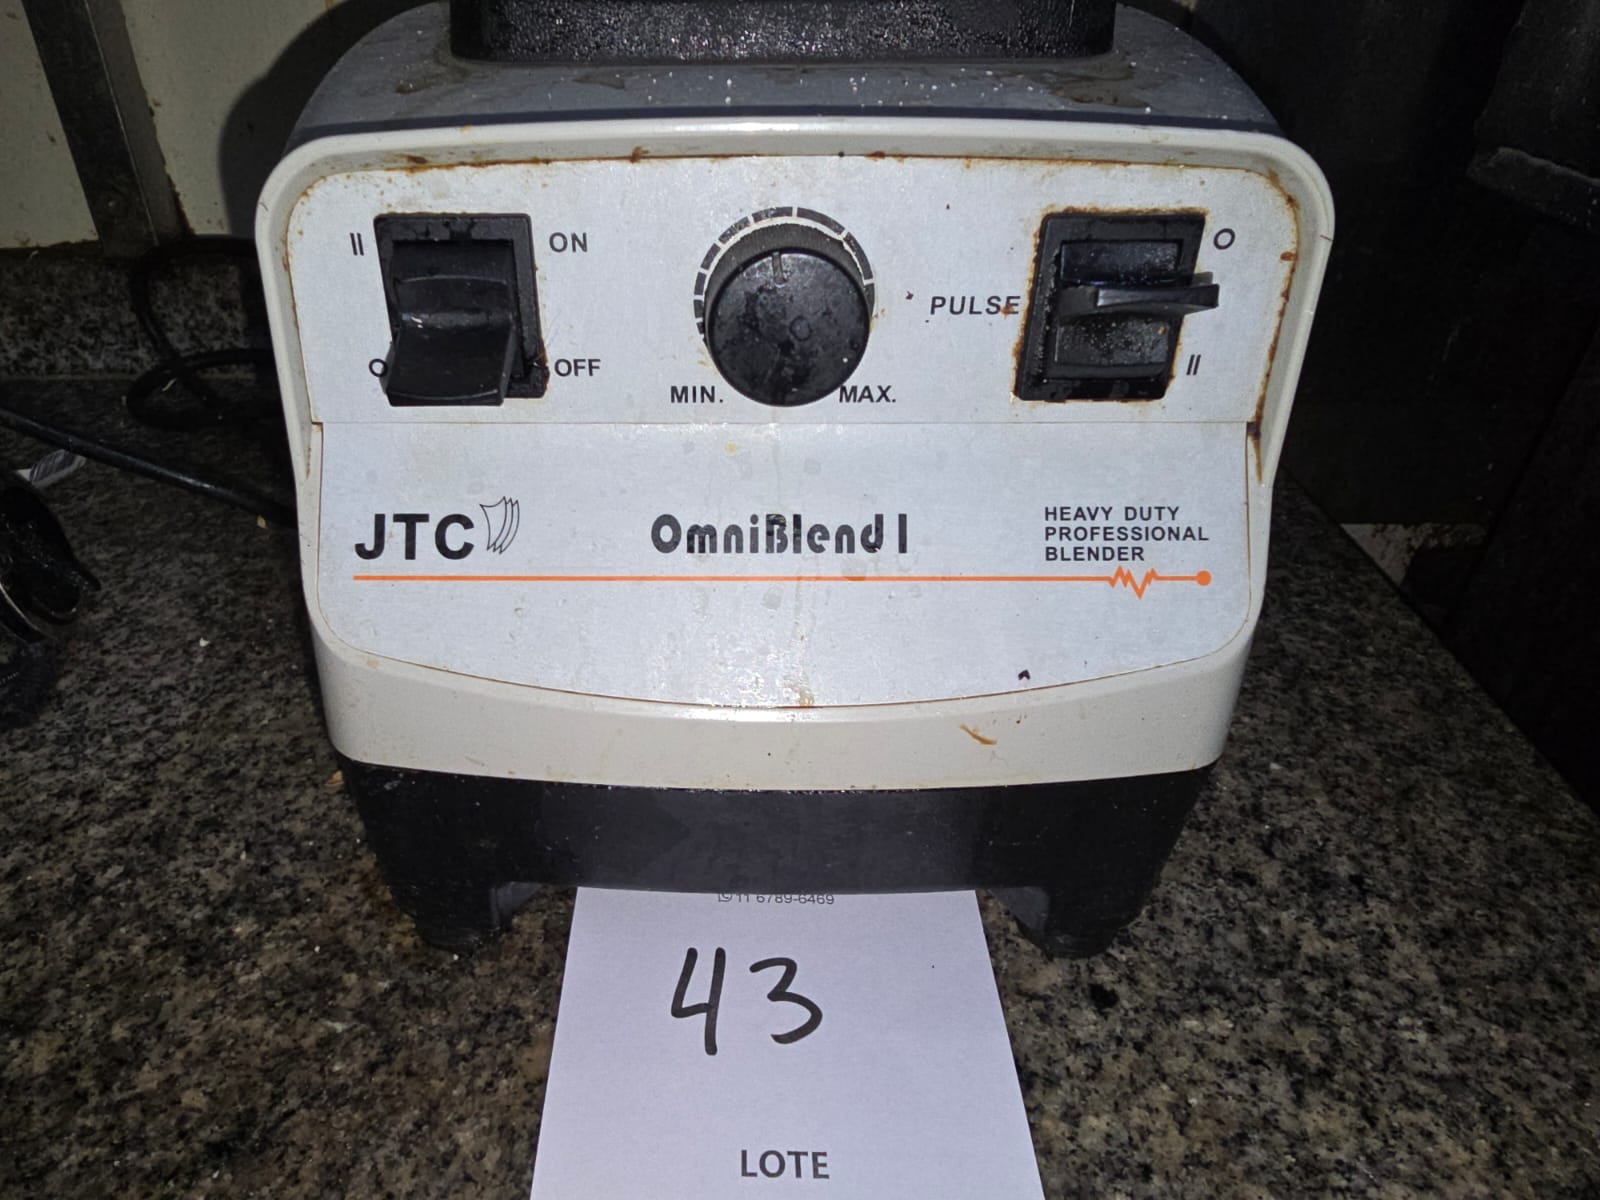 II ON
O OFF
MIN. MAX.
PULSE
O
II
JTC
OmniBlend I
HEAVY DUTY
PROFESSIONAL
BLENDER
11 6789-6469
43
LOTE